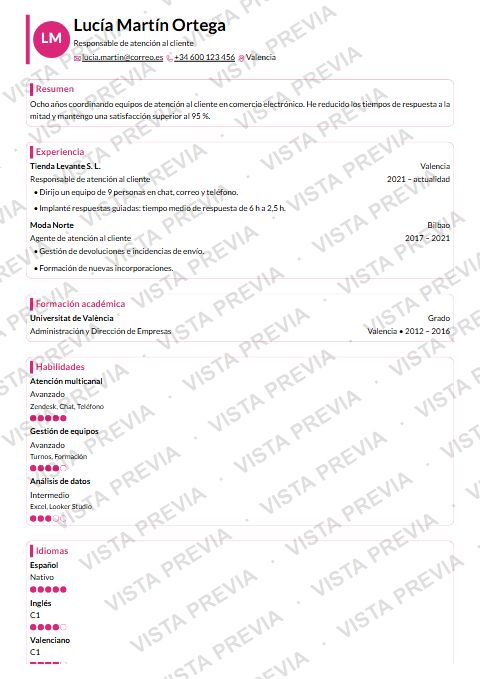 LM
Lucía Martín Ortega
Responsable de atención al cliente
lucia.martin@correo.es +34 600 123 456 Valencia
Resumen
Ocho años coordinando equipos de atención al cliente en comercio electrónico. He reducido los tiempos de respuesta a la
mitad y mantengo una satisfacción superior al 95 %.
Experiencia
Tienda Levante S. L. Valencia
Responsable de atención al cliente 2021 – actualidad
• Dirijo un equipo de 9 personas en chat, correo y teléfono.
• Implanté respuestas guiadas: tiempo medio de respuesta de 6 h a 2,5 h.
Moda Norte Bilbao
Agente de atención al cliente 2017 – 2021
• Gestión de devoluciones e incidencias de envío.
• Formación de nuevas incorporaciones.
Formación académica
Universitat de València Grado
Administración y Dirección de Empresas Valencia • 2012 – 2016
Habilidades
Atención multicanal
Avanzado
Zendesk, Chat, Teléfono
Gestión de equipos
Avanzado
Turnos, Formación
Análisis de datos
Intermedio
Excel, Looker Studio
Idiomas
Español
Nativo
Inglés
C1
Valenciano
C1
VISTA PREVIA